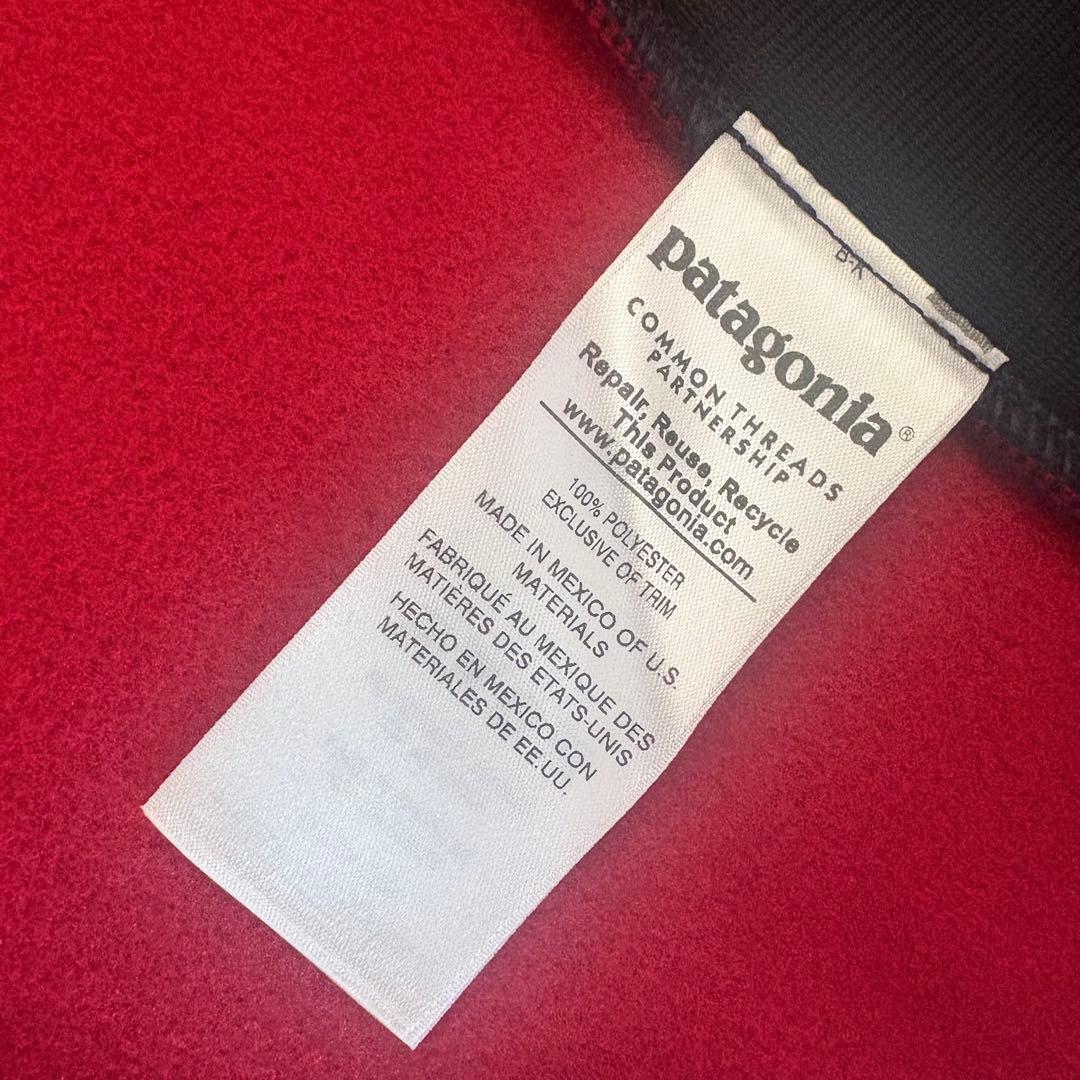 B-X
patagonia®
COMMON THREADS
PARTNERSHIP
Repair, Reuse, Recycle
This Product
www.patagonia.com
100% POLYESTER
EXCLUSIVE OF TRIM
MADE IN MEXICO OF U.S.
MATERIALS
FABRIQUÉ AU MEXIQUE DES
MATIÈRES DES ETATS-UNIS
HECHO EN MEXICO CON
MATERIALES DE EE.UU.